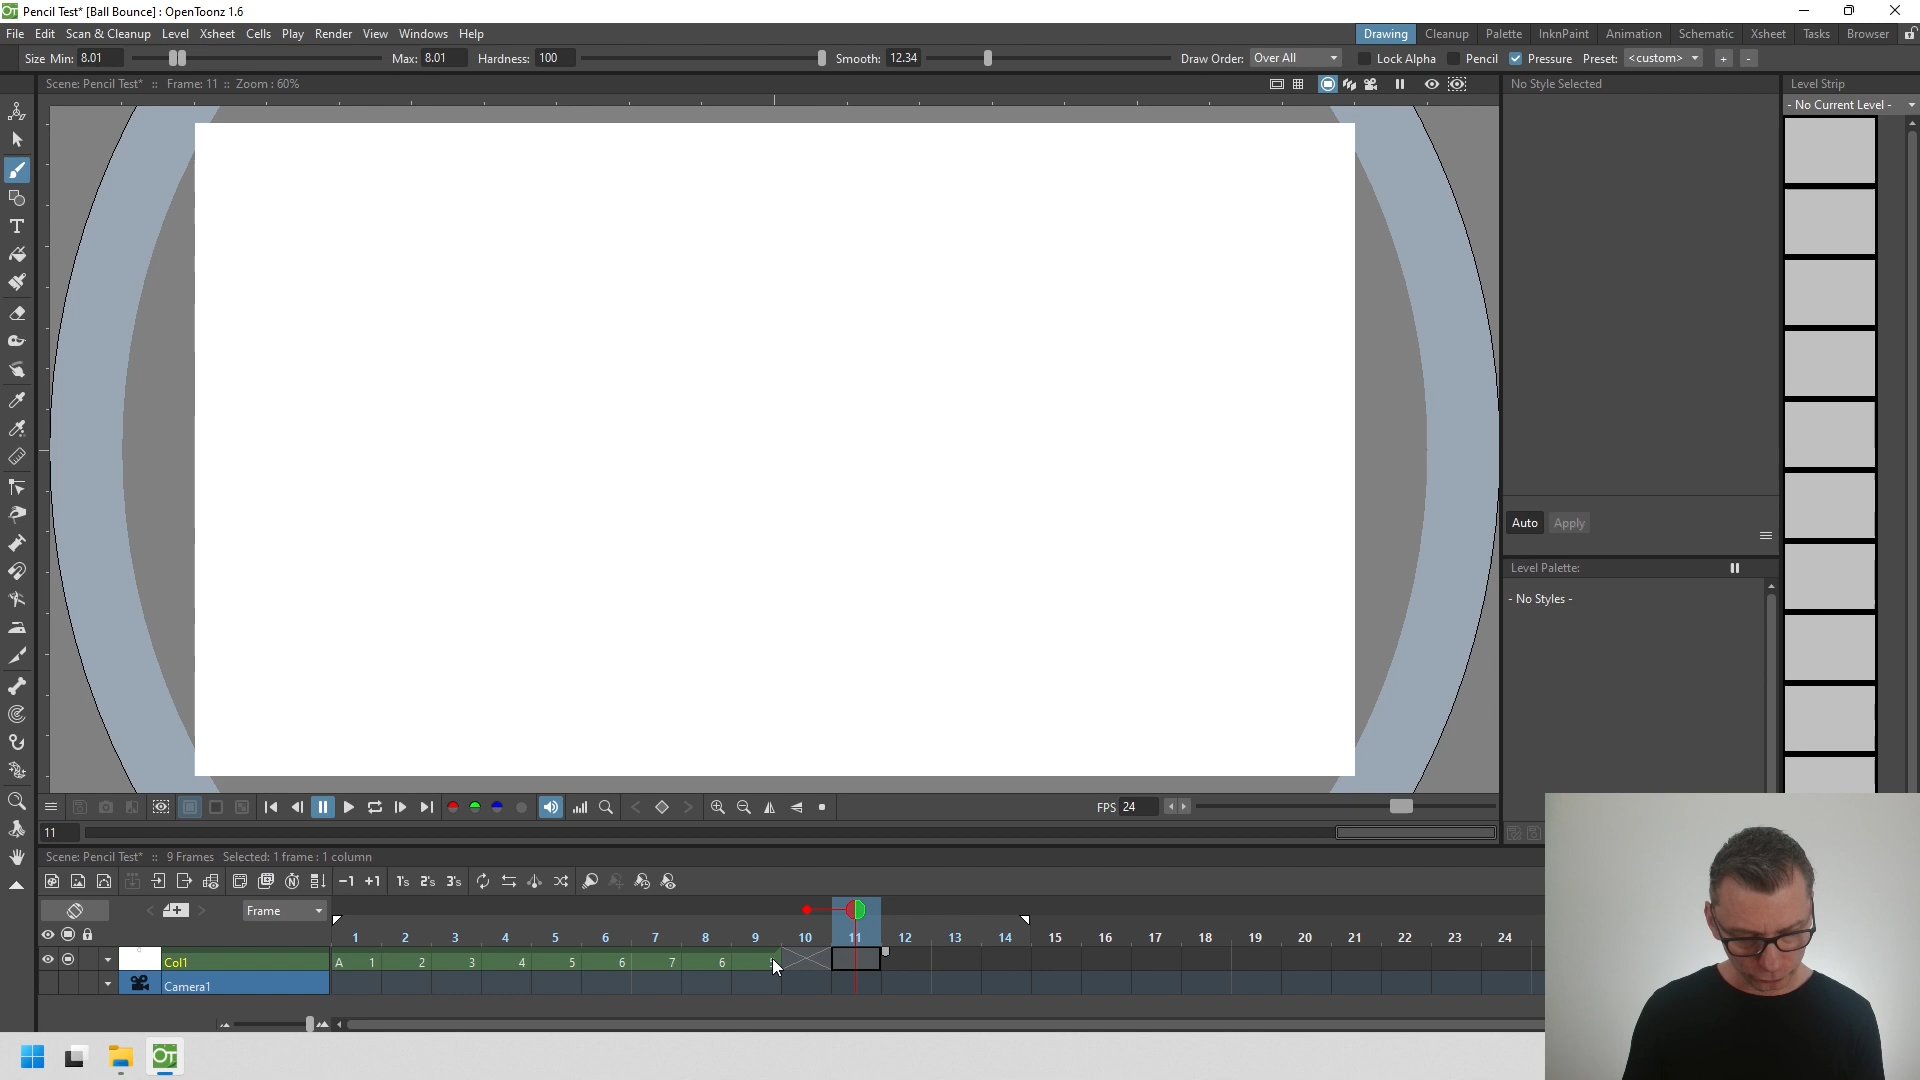 Pencil Test* [Ball Bounce] : OpenToonz 1.6
File Edit Scan & Cleanup Level Xsheet Cells Play Render View Windows Help
Drawing Cleanup Palette InknPaint Animation Schematic Xsheet Tasks Browser
Size Min: 8.01 Max: 8.01 Hardness: 100 Smooth: 12.34 Draw Order: Over All Lock Alpha Pencil Pressure Preset: <custom> + -
Scene: Pencil Test* :: Frame: 11 :: Zoom : 60%
No Style Selected
Level Strip
- No Current Level -
Auto Apply
Level Palette:
- No Styles -
FPS 24
11
Scene: Pencil Test* :: 9 Frames Selected: 1 frame : 1 column
-1 +1 1's 2's 3's
Frame
1 2 3 4 5 6 7 8 9 10 11 12 13 14 15 16 17 18 19 20 21 22 23 24
Col1 A 1 2 3 4 5 6 7 6
Camera1
OT